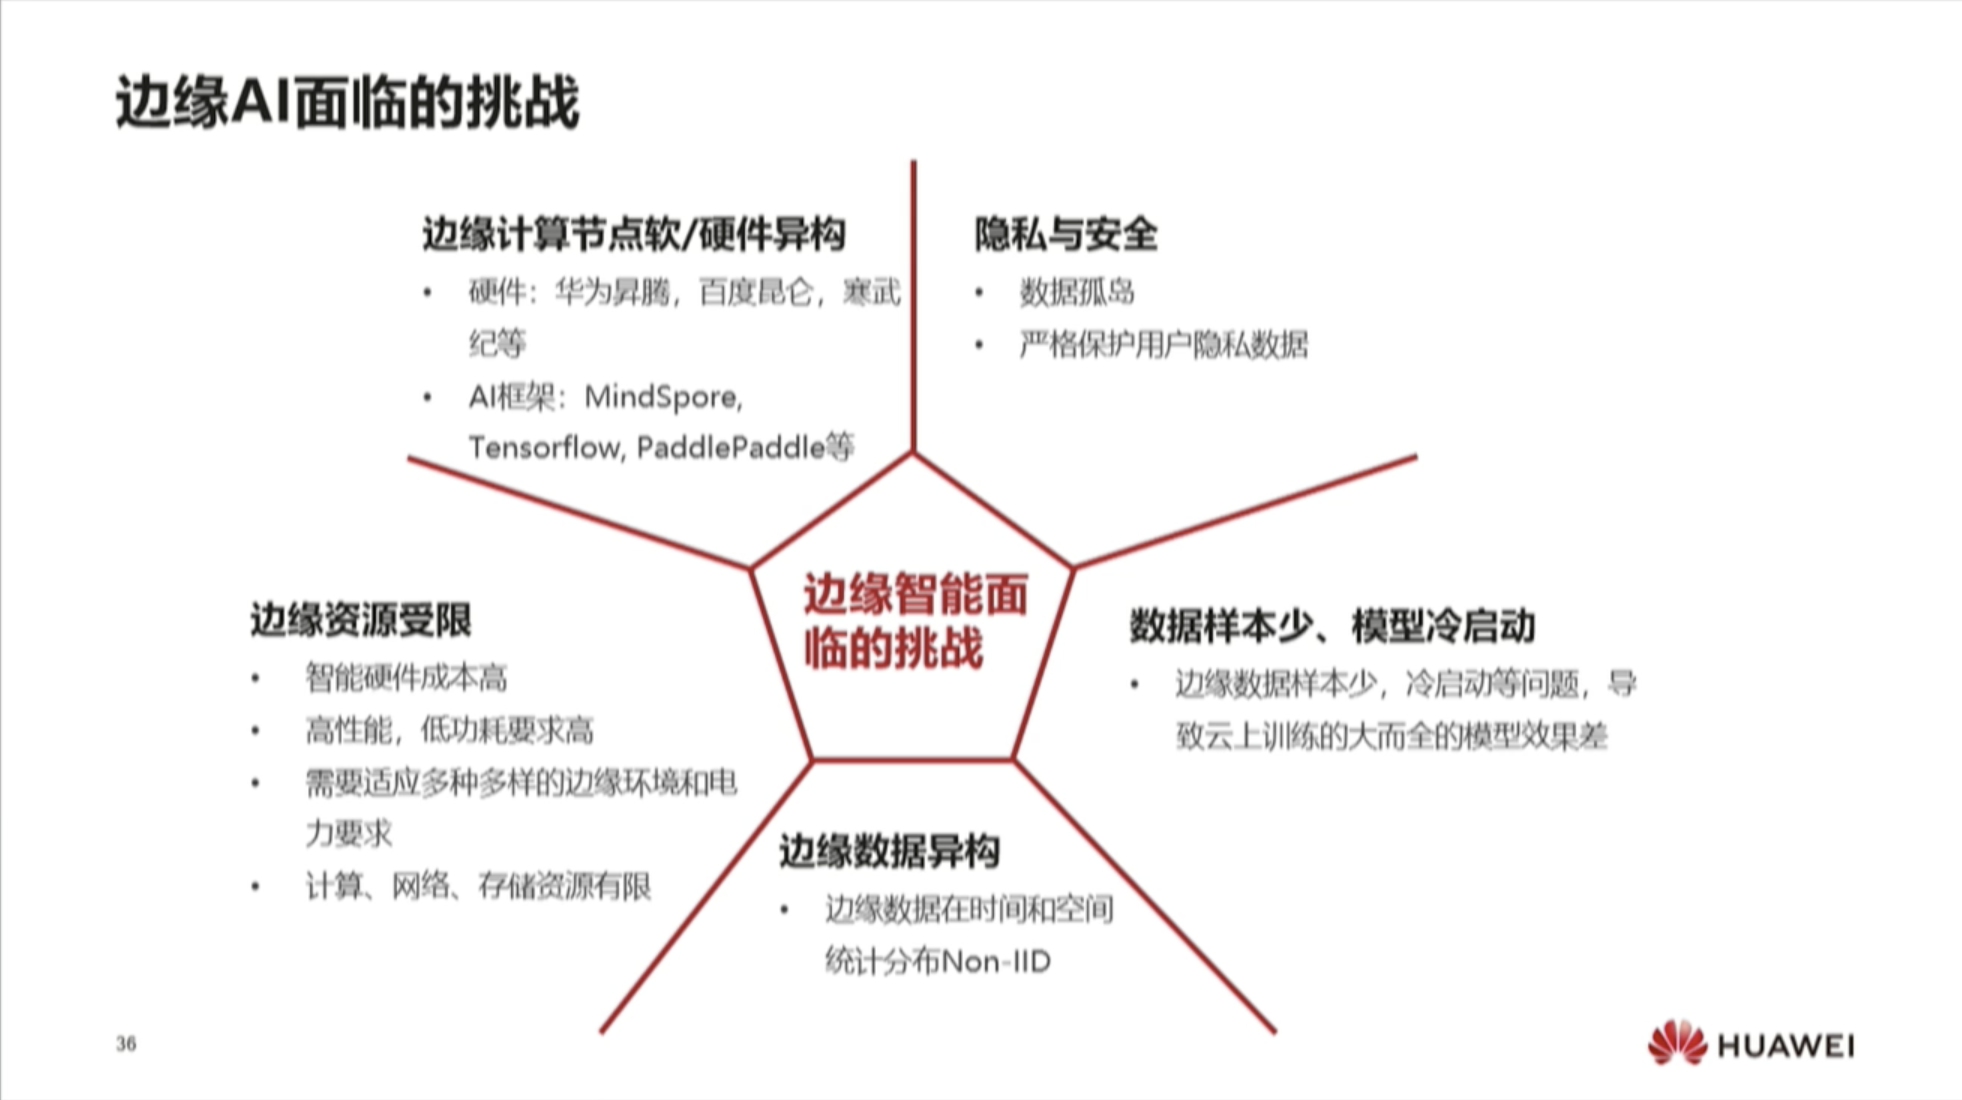 边缘AI面临的挑战
边缘计算节点软/硬件异构
• 硬件：华为昇腾，百度昆仑，寒武
纪等
• AI框架：MindSpore,
Tensorflow, PaddlePaddle等
隐私与安全
• 数据孤岛
• 严格保护用户隐私数据
边缘智能面
临的挑战
边缘资源受限
• 智能硬件成本高
• 高性能，低功耗要求高
• 需要适应多种多样的边缘环境和电
力要求
• 计算、网络、存储资源有限
数据样本少、模型冷启动
• 边缘数据样本少，冷启动等问题，导
致云上训练的大而全的模型效果差
边缘数据异构
• 边缘数据在时间和空间
统计分布Non-IID
36
HUAWEI